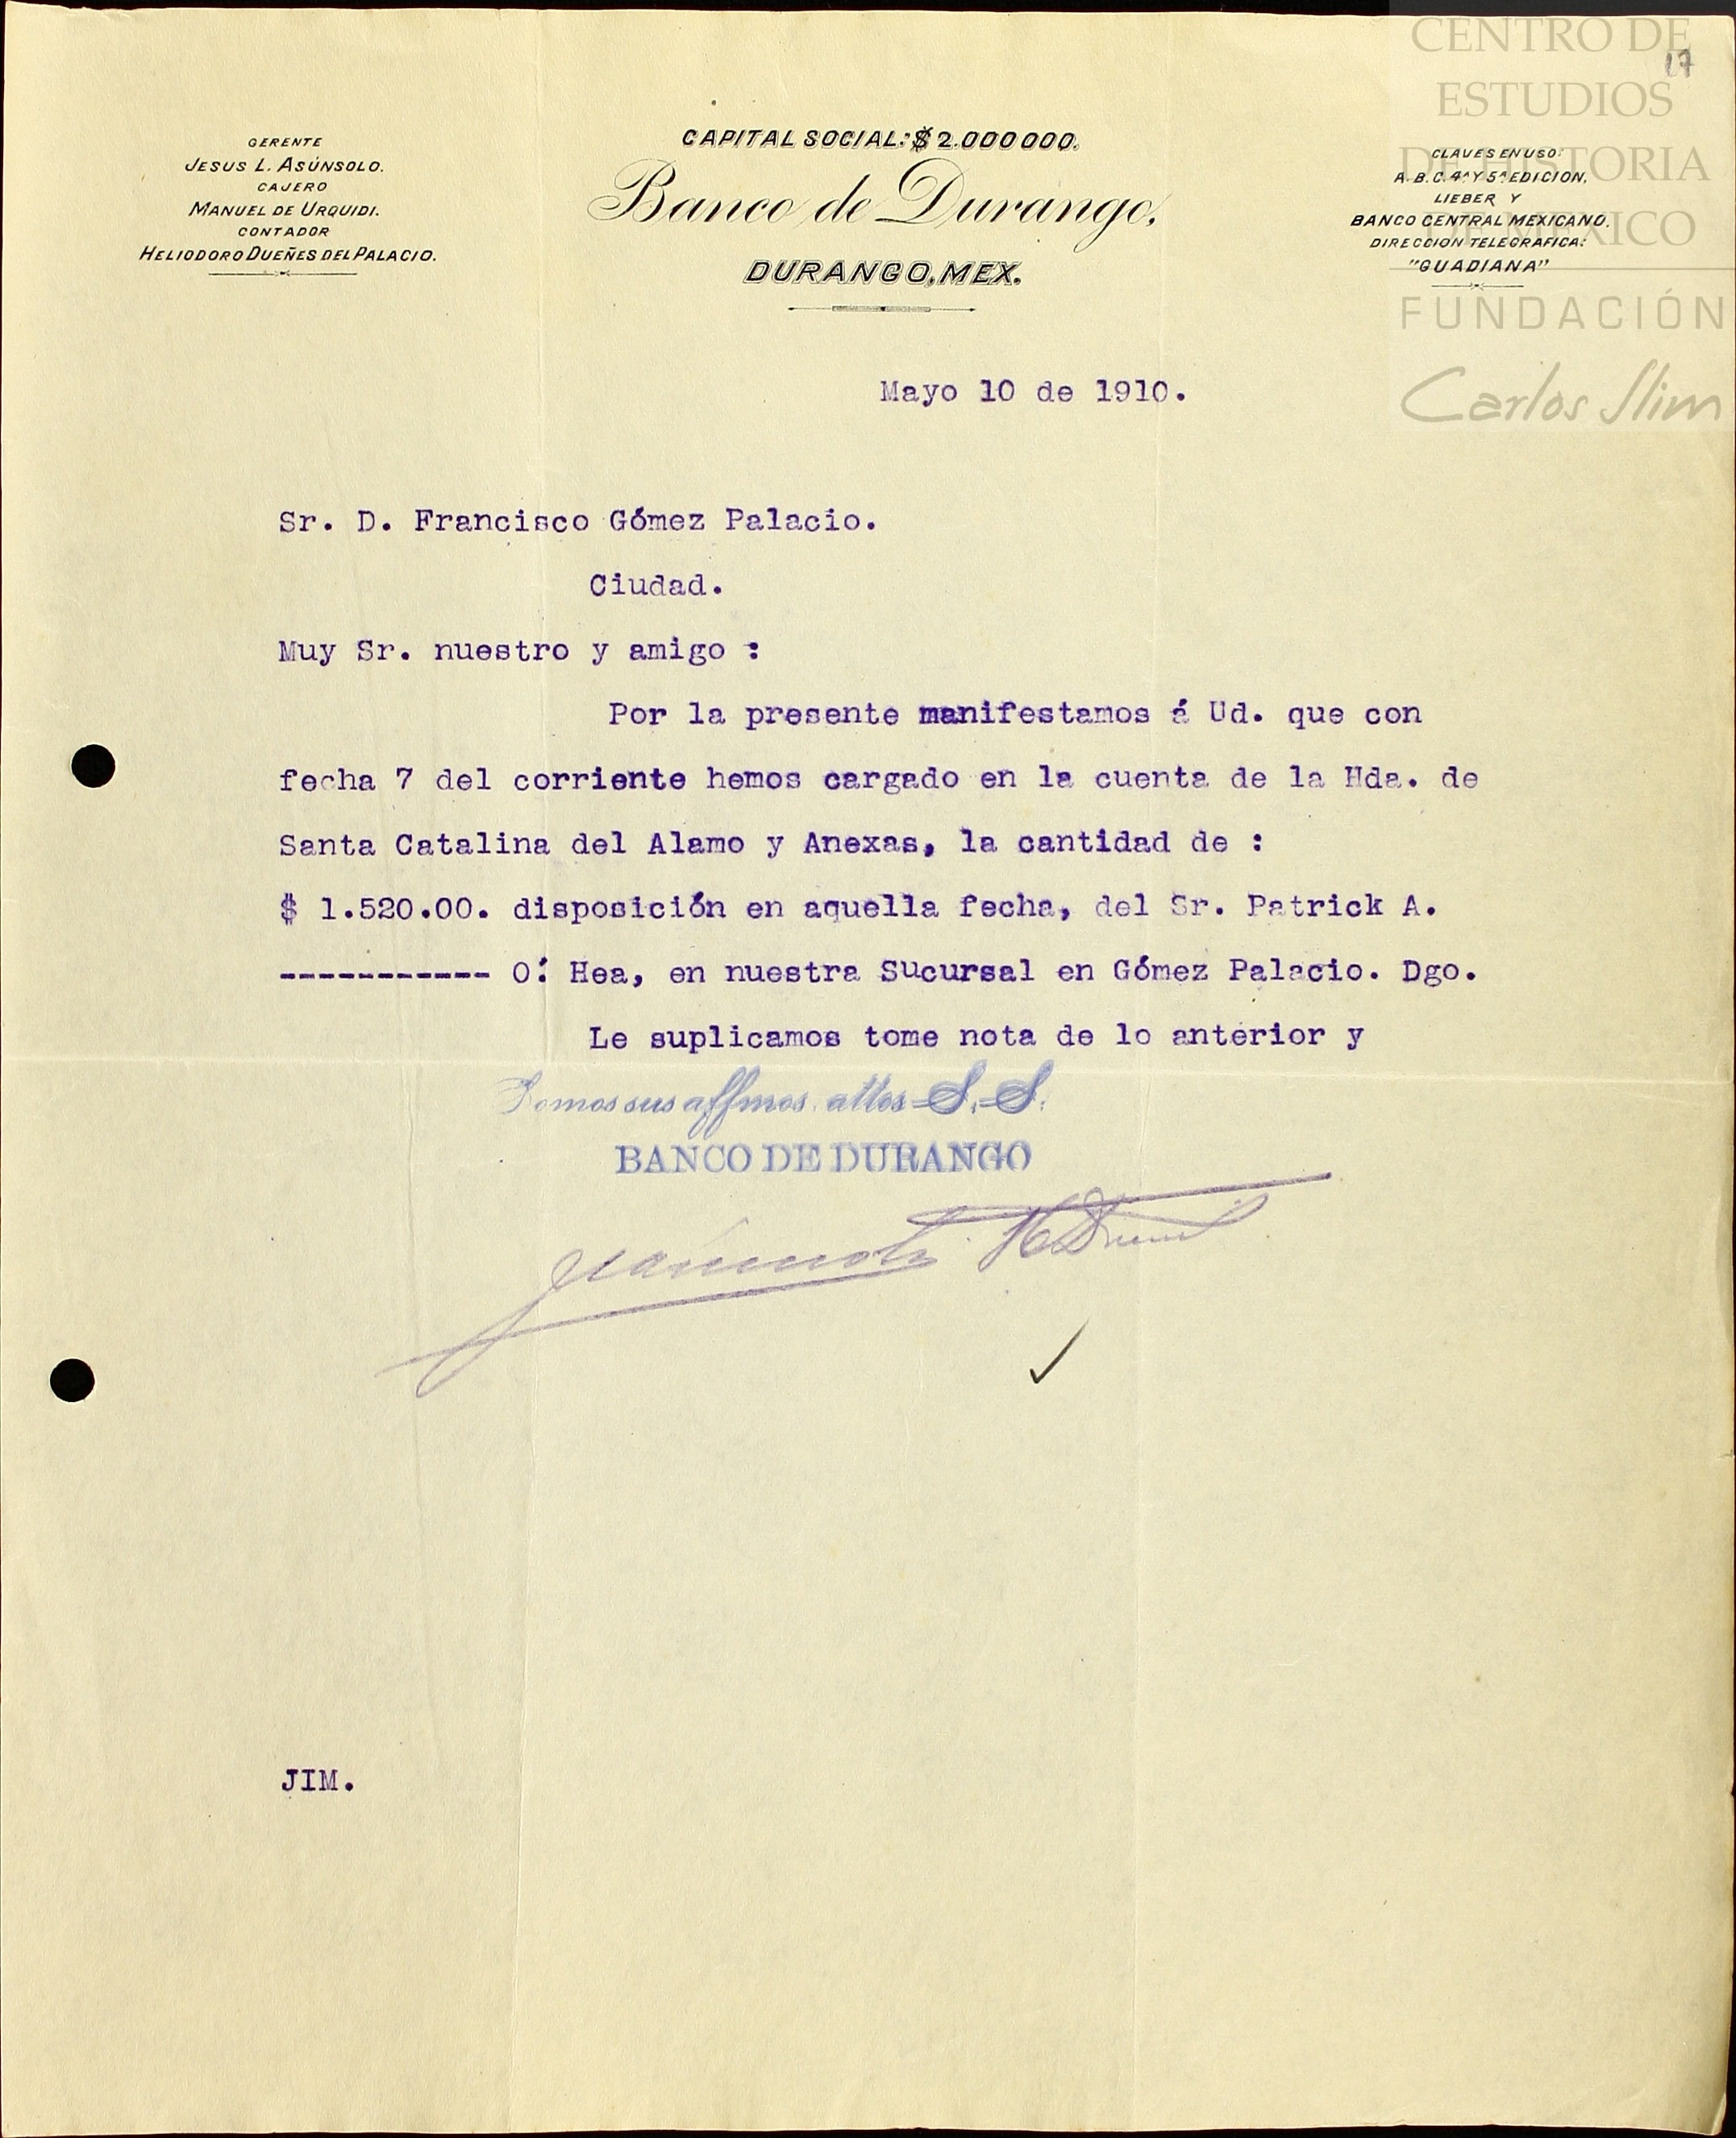 CENTRO DE
ESTUDIOS
DE HISTORIA
DE MÉXICO
FUNDACIÓN
Carlos Slim
17
GERENTE
JESUS L. ASÚNSOLO.
CAJERO
MANUEL DE URQUIDI.
CONTADOR
HELIODORO DUEÑES DEL PALACIO.
CAPITAL SOCIAL: $ 2.000000.
Banco de Durango,
DURANGO, MEX.
CLAVES EN USO:
A.B.C. 4ª Y 5ª EDICION,
LIEBER Y
BANCO CENTRAL MEXICANO.
DIRECCION TELEGRAFICA:
"GUADIANA"
Mayo 10 de 1910.
Sr. D. Francisco Gómez Palacio.
Ciudad.
Muy Sr. nuestro y amigo :
Por la presente manifestamos á Ud. que con
fecha 7 del corriente hemos cargado en la cuenta de la Hda. de
Santa Catalina del Alamo y Anexas, la cantidad de :
$ 1.520.00. disposición en aquella fecha, del Sr. Patrick A.
----------- O.́ Hea, en nuestra Sucursal en Gómez Palacio. Dgo.
Le suplicamos tome nota de lo anterior y
Somos sus affmos. attos S. S.
BANCO DE DURANGO
JIM.